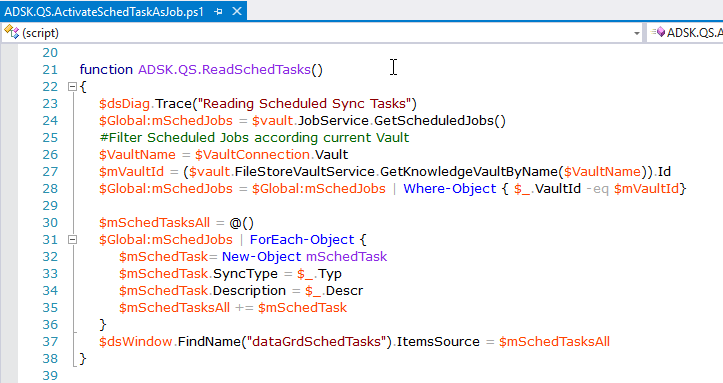 ADSK.QS.ActivateSchedTaskAsJob.ps1
(script)
ADSK.QS.A
20
21 function ADSK.QS.ReadSchedTasks()
22 {
23 $dsDiag.Trace("Reading Scheduled Sync Tasks")
24 $Global:mSchedJobs = $vault.JobService.GetScheduledJobs()
25 #Filter Scheduled Jobs according current Vault
26 $VaultName = $VaultConnection.Vault
27 $mVaultId = ($vault.FileStoreVaultService.GetKnowledgeVaultByName($VaultName)).Id
28 $Global:mSchedJobs = $Global:mSchedJobs | Where-Object { $_.VaultId -eq $mVaultId}
29
30 $mSchedTasksAll = @()
31 $Global:mSchedJobs | ForEach-Object {
32 $mSchedTask= New-Object mSchedTask
33 $mSchedTask.SyncType = $_.Typ
34 $mSchedTask.Description = $_.Descr
35 $mSchedTasksAll += $mSchedTask
36 }
37 $dsWindow.FindName("dataGrdSchedTasks").ItemsSource = $mSchedTasksAll
38 }
39